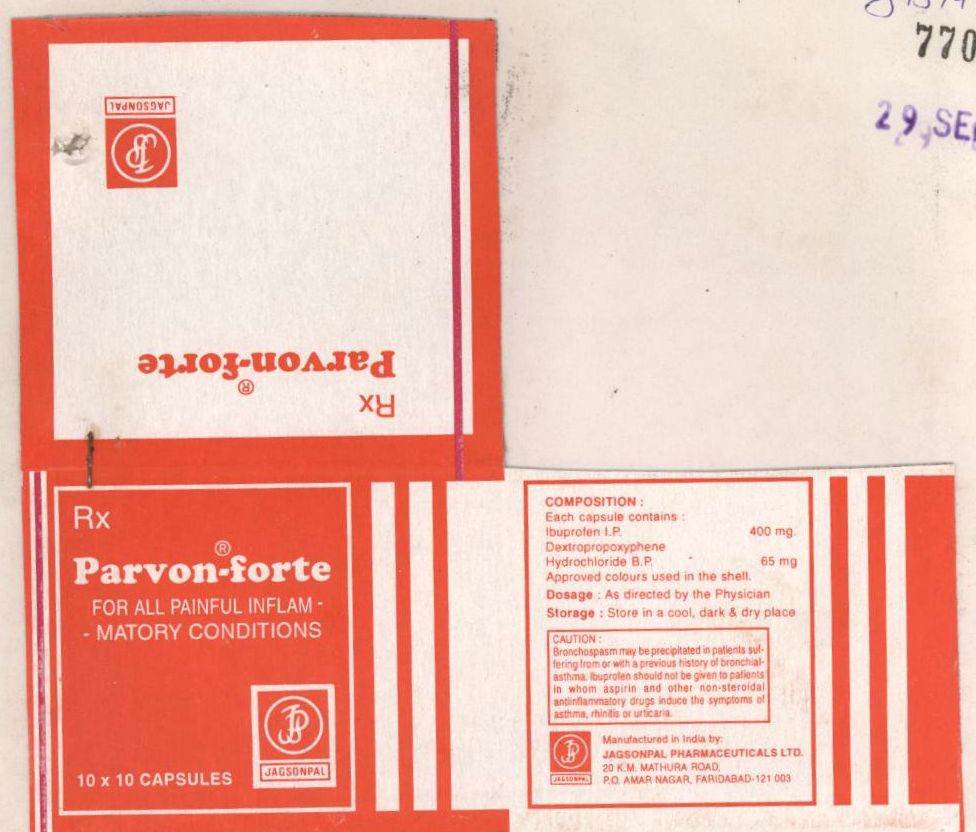 770
29 SE
JAGSONPAL
Rx
Parvon-forte
®
Rx
®
Parvon-forte
FOR ALL PAINFUL INFLAM -
- MATORY CONDITIONS
JAGSONPAL
10 x 10 CAPSULES
COMPOSITION :
Each capsule contains :
Ibuprofen I.P. 400 mg.
Dextropropoxyphene
Hydrochloride B.P. 65 mg
Approved colours used in the shell.
Dosage : As directed by the Physician
Storage : Store in a cool, dark & dry place
CAUTION :
Bronchospasm may be precipitated in patients suf-
fering from or with a previous history of bronchial-
asthma. Ibuprofen should not be given to patients
in whom aspirin and other non-steroidal
antiinflammatory drugs induce the symptoms of
asthma, rhinitis or urticaria.
JAGSONPAL
Manufactured in India by:
JAGSONPAL PHARMACEUTICALS LTD.
20 K.M. MATHURA ROAD,
P.O. AMAR NAGAR, FARIDABAD-121 003